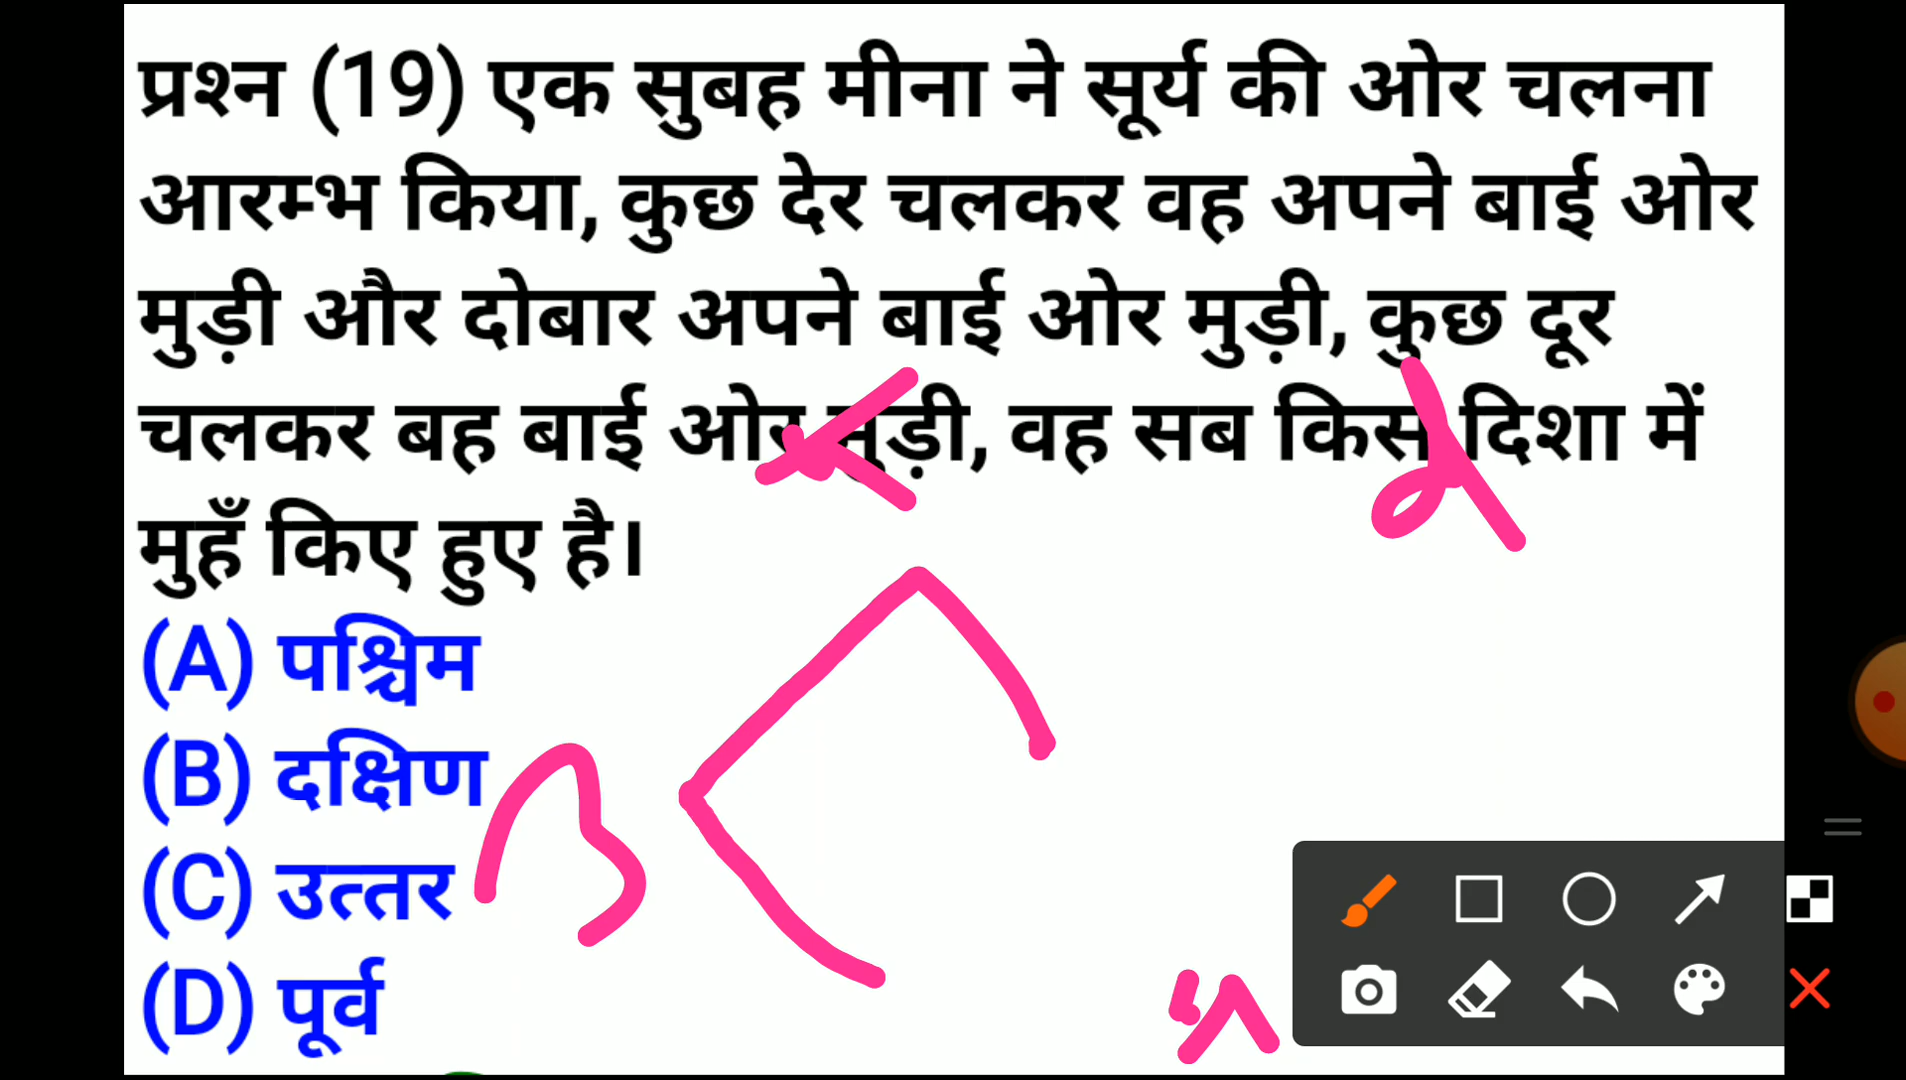 प्रश्न (19) एक सुबह मीना ने सूर्य की ओर चलना
आरम्भ किया, कुछ देर चलकर वह अपने बाई ओर
मुड़ी और दोबार अपने बाई ओर मुड़ी, कुछ दूर
चलकर बह बाई ओर मुड़ी, वह सब किस दिशा में
मुहँ किए हुए है।
(A) पश्चिम
(B) दक्षिण
(C) उत्तर
(D) पूर्व